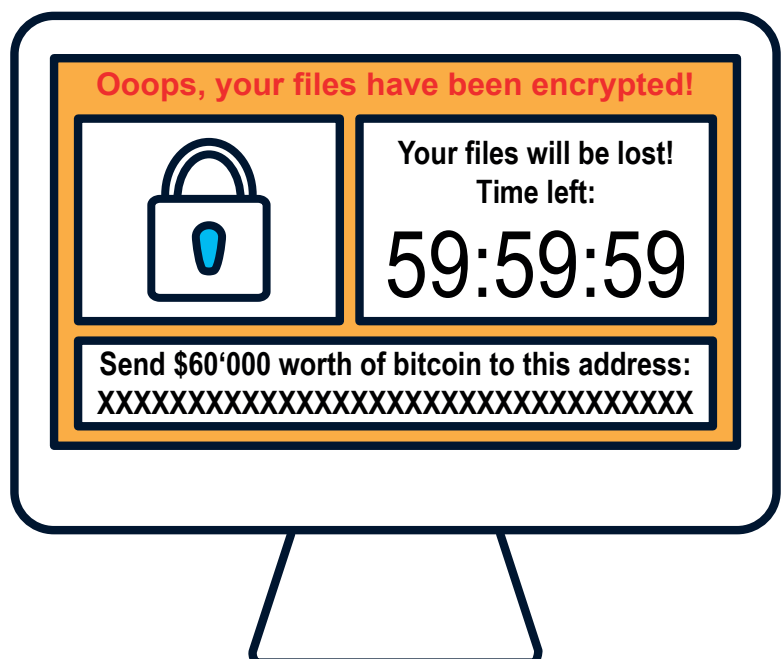 Ooops, your files have been encrypted!
Your files will be lost!
Time left:
59:59:59
Send $60‘000 worth of bitcoin to this address:
XXXXXXXXXXXXXXXXXXXXXXXXXXXXXXXXX